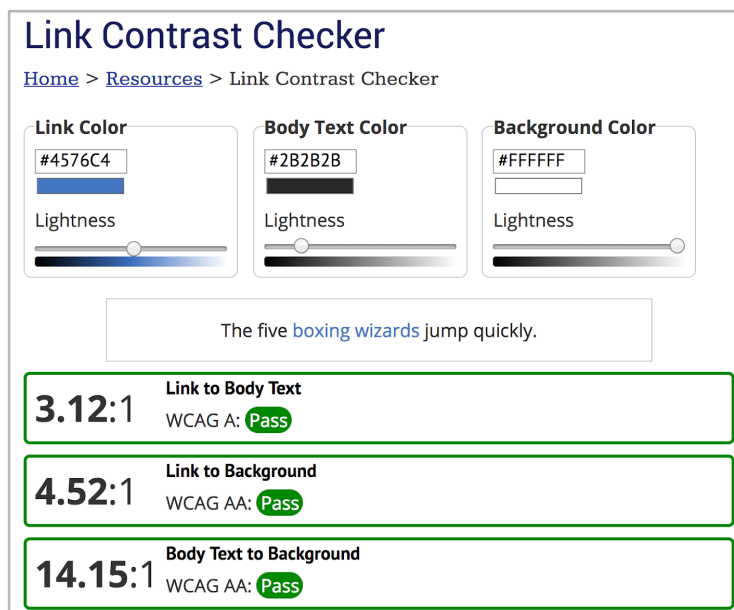 Link Contrast Checker
Home > Resources > Link Contrast Checker
Link Color
#4576C4
Lightness
Body Text Color
#2B2B2B
Lightness
Background Color
#FFFFFF
Lightness
The five boxing wizards jump quickly.
3.12:1
Link to Body Text
WCAG A: Pass
4.52:1
Link to Background
WCAG AA: Pass
14.15:1
Body Text to Background
WCAG AA: Pass